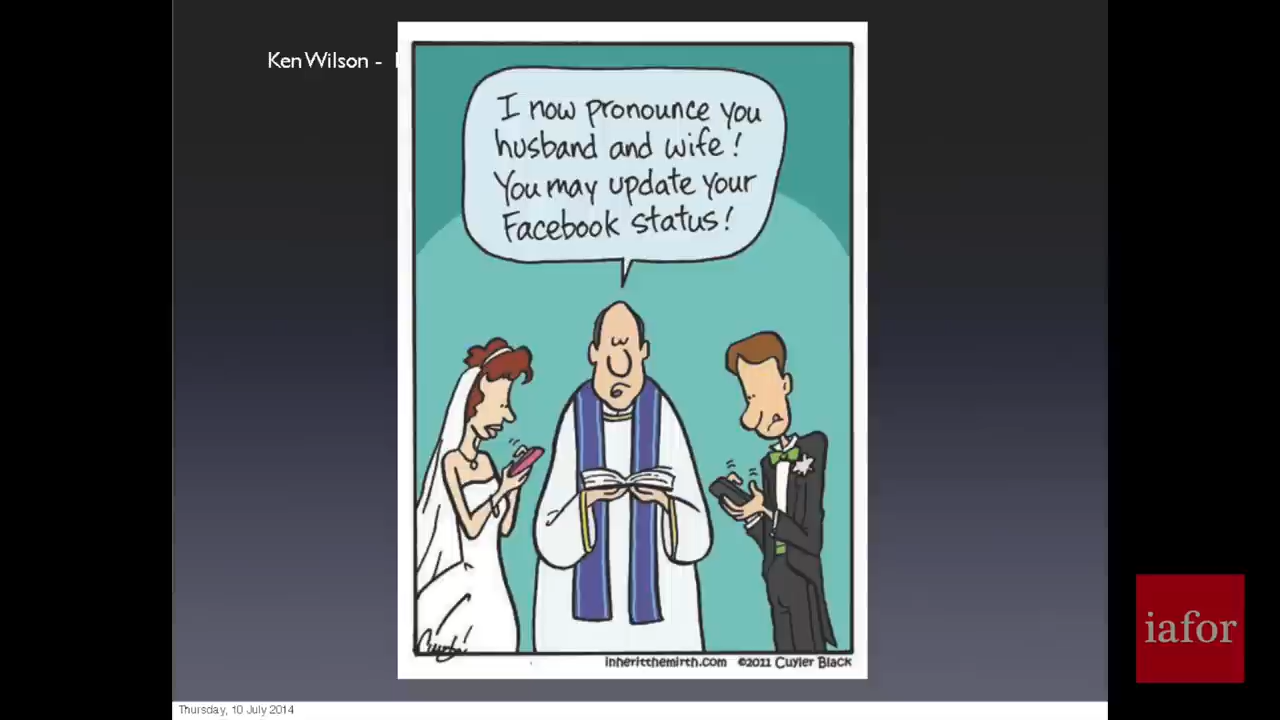 Ken Wilson -
I now pronounce you
husband and wife!
You may update your
Facebook status!
inheritthemirth.com ©2011 Cuyler Black
iafor
Thursday, 10 July 2014